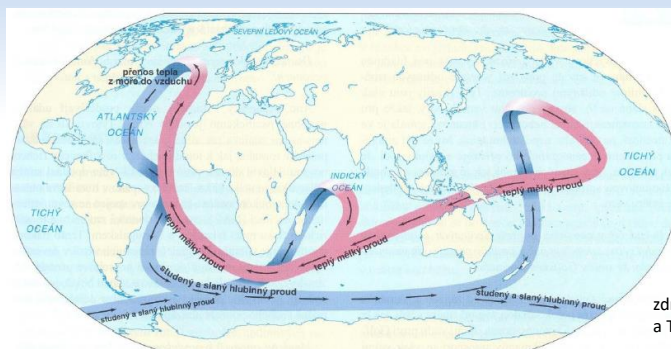 SEVERNÍ LEDOVÝ OCEÁN
přenos tepla
z moře do vzduchu
ATLANTSKÝ
OCEÁN
INDICKÝ
OCEÁN
TICHÝ
OCEÁN
TICHÝ
OCEÁN
teplý mělký proud
teplý mělký proud
teplý mělký proud
studený a slaný hlubinný proud
studený a slaný hlubinný proud
studený a slaný hlubinný proud
zd
a T